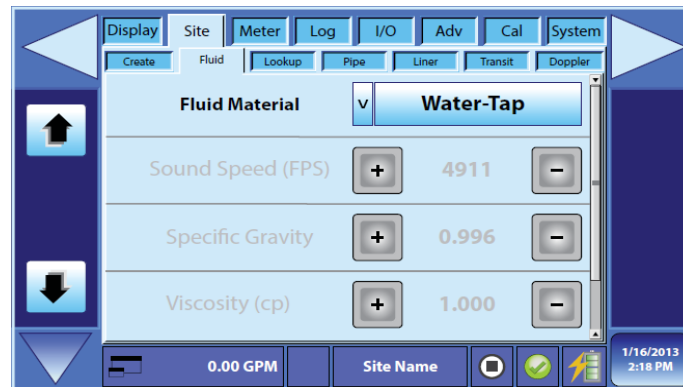 Display Site Meter Log I/O Adv Cal System
Create Fluid Lookup Pipe Liner Transit Doppler
Fluid Material v Water-Tap
Sound Speed (FPS) + 4911 -
Specific Gravity + 0.996 -
Viscosity (cp) + 1.000 -
0.00 GPM Site Name
1/16/2013
2:18 PM